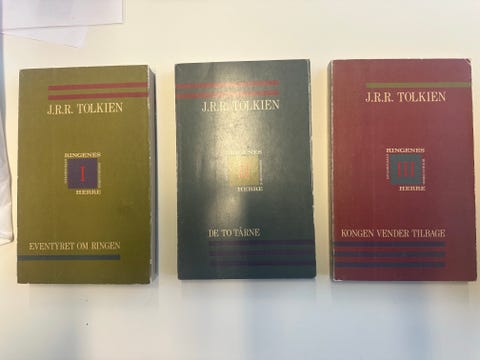 J.R.R. TOLKIEN
RINGENES
I
HERRE
EVENTYRET OM RINGEN
J.R.R. TOLKIEN
RINGENES
HERRE
DE TO TÅRNE
J.R.R. TOLKIEN
RINGENES
III
HERRE
KONGEN VENDER TILBAGE